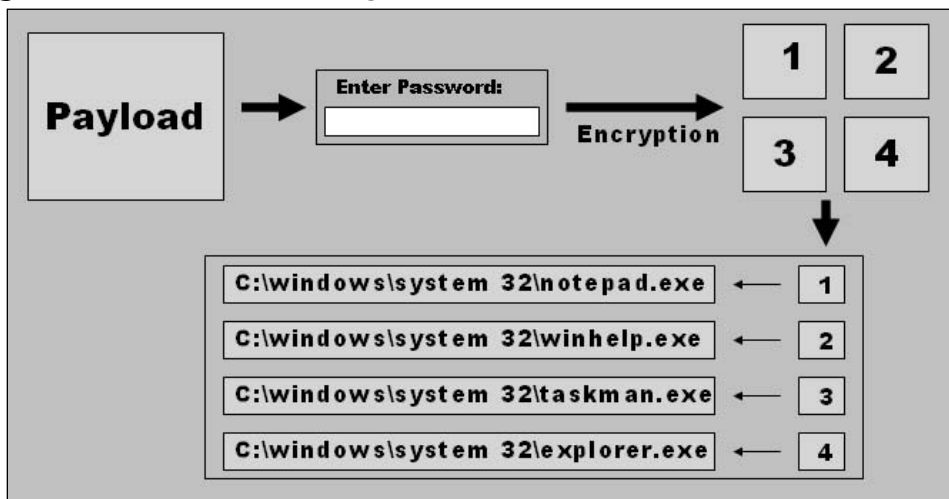 Payload
Enter Password:
Encryption
1 2
3 4
C:\windows\system 32\notepad.exe 1
C:\windows\system 32\winhelp.exe 2
C:\windows\system 32\taskman.exe 3
C:\windows\system 32\explorer.exe 4